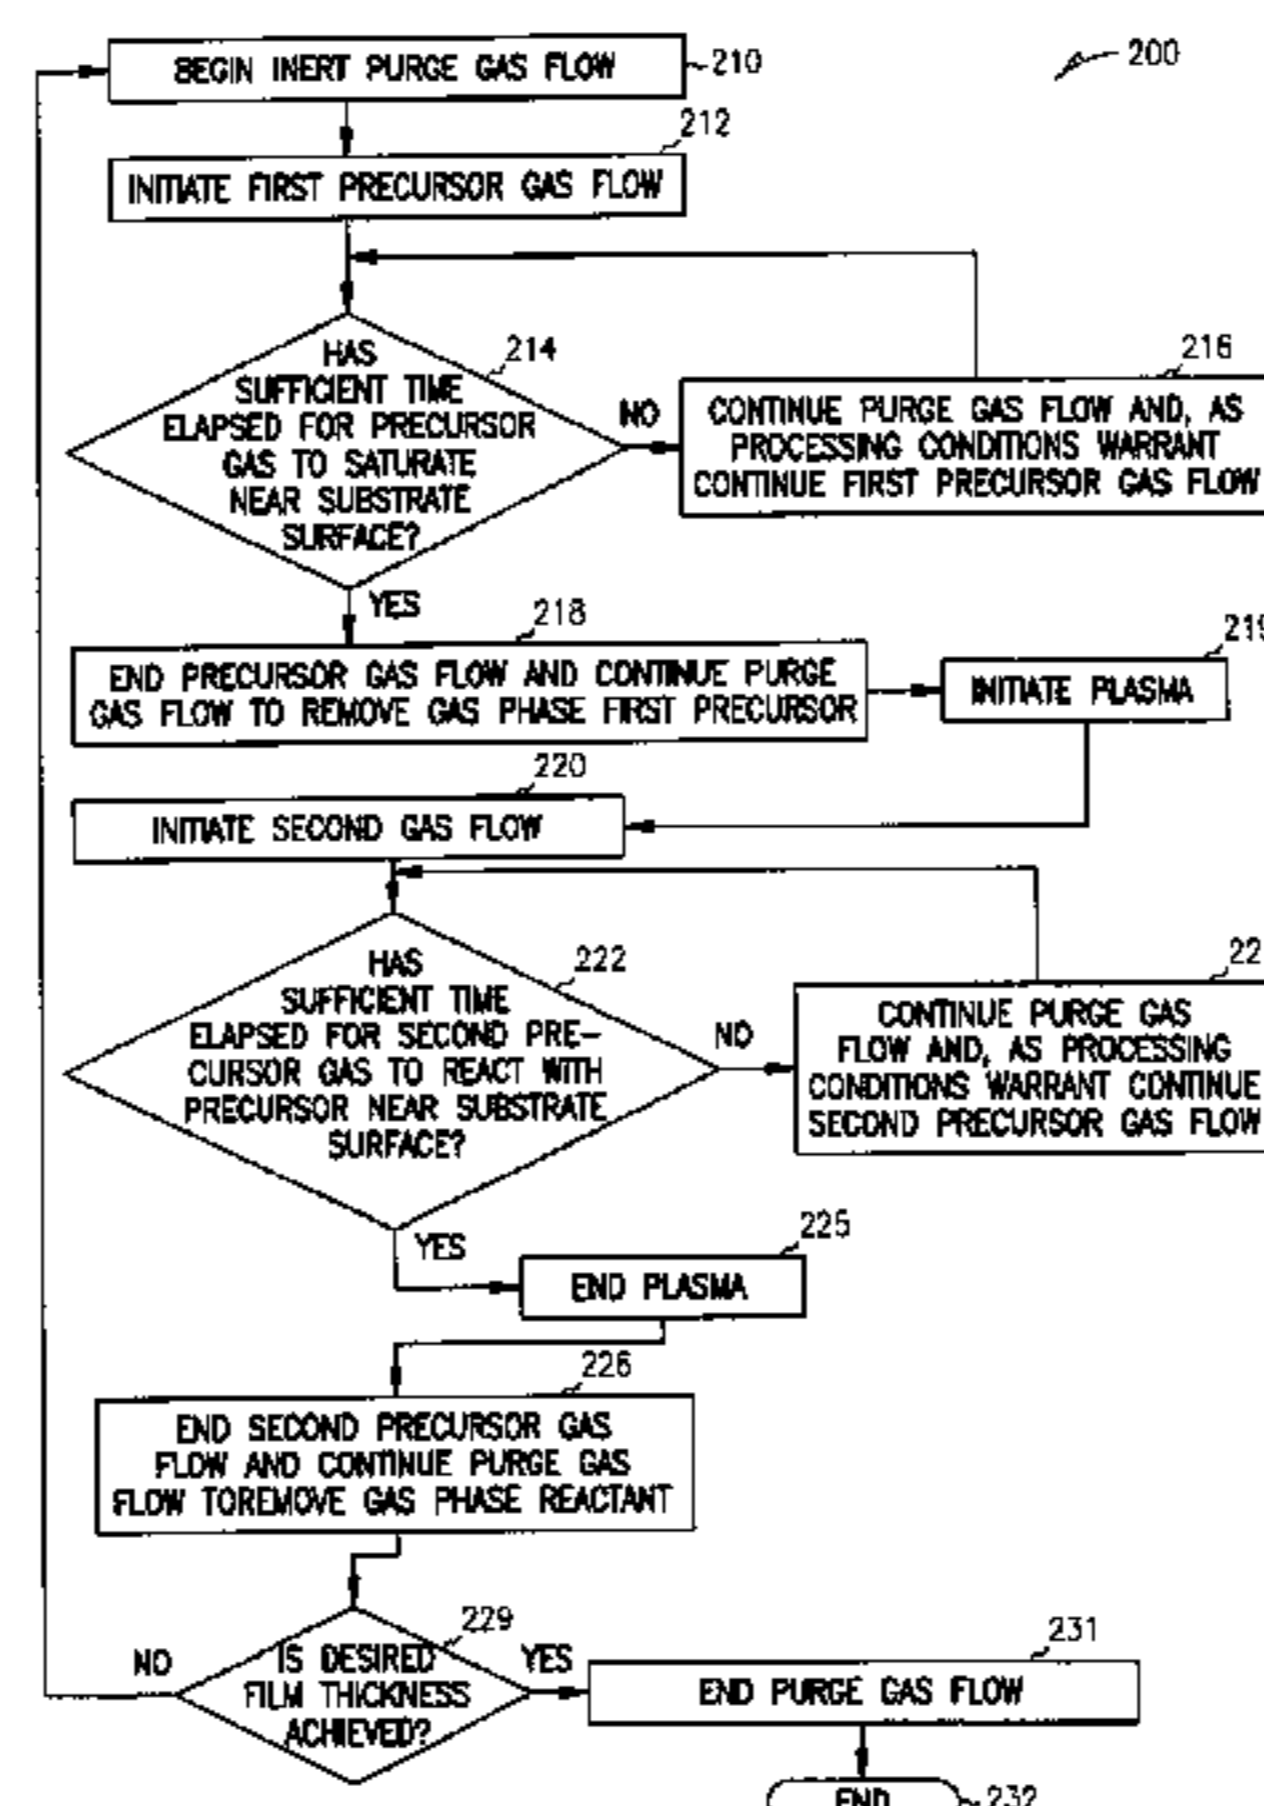 200
BEGIN INERT PURGE GAS FLOW
210
212
INITIATE FIRST PRECURSOR GAS FLOW
214
HAS
SUFFICIENT TIME
ELAPSED FOR PRECURSOR
GAS TO SATURATE
NEAR SUBSTRATE
SURFACE?
NO
216
CONTINUE PURGE GAS FLOW AND, AS
PROCESSING CONDITIONS WARRANT
CONTINUE FIRST PRECURSOR GAS FLOW
YES
218
END PRECURSOR GAS FLOW AND CONTINUE PURGE
GAS FLOW TO REMOVE GAS PHASE FIRST PRECURSOR
219
INITIATE PLASMA
220
INITIATE SECOND GAS FLOW
222
HAS
SUFFICIENT TIME
ELAPSED FOR SECOND PRE-
CURSOR GAS TO REACT WITH
PRECURSOR NEAR SUBSTRATE
SURFACE?
NO
CONTINUE PURGE GAS
FLOW AND, AS PROCESSING
CONDITIONS WARRANT CONTINUE
SECOND PRECURSOR GAS FLOW
YES
225
END PLASMA
226
END SECOND PRECURSOR GAS
FLOW AND CONTINUE PURGE GAS
FLOW TOREMOVE GAS PHASE REACTANT
229
IS DESIRED
FILM THICKNESS
ACHIEVED?
NO
YES
231
END PURGE GAS FLOW
END
232